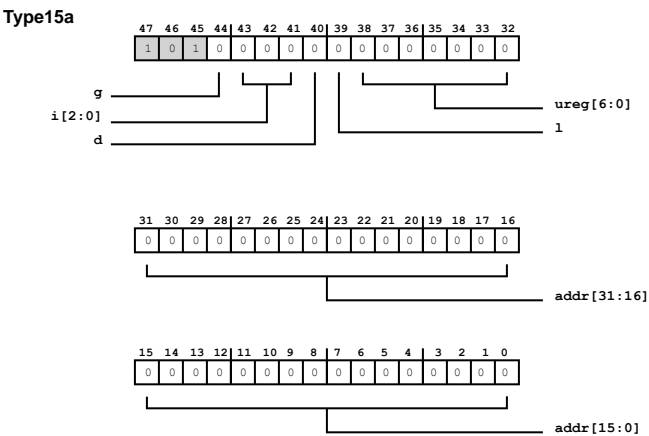 Type15a
47 46 45 44 43 42 41 40 39 38 37 36 35 34 33 32
1 0 1 0 0 0 0 0 0 0 0 0 0 0 0 0
g
i[2:0]
d
ureg[6:0]
l
31 30 29 28 27 26 25 24 23 22 21 20 19 18 17 16
0 0 0 0 0 0 0 0 0 0 0 0 0 0 0 0
addr[31:16]
15 14 13 12 11 10 9 8 7 6 5 4 3 2 1 0
0 0 0 0 0 0 0 0 0 0 0 0 0 0 0 0
addr[15:0]